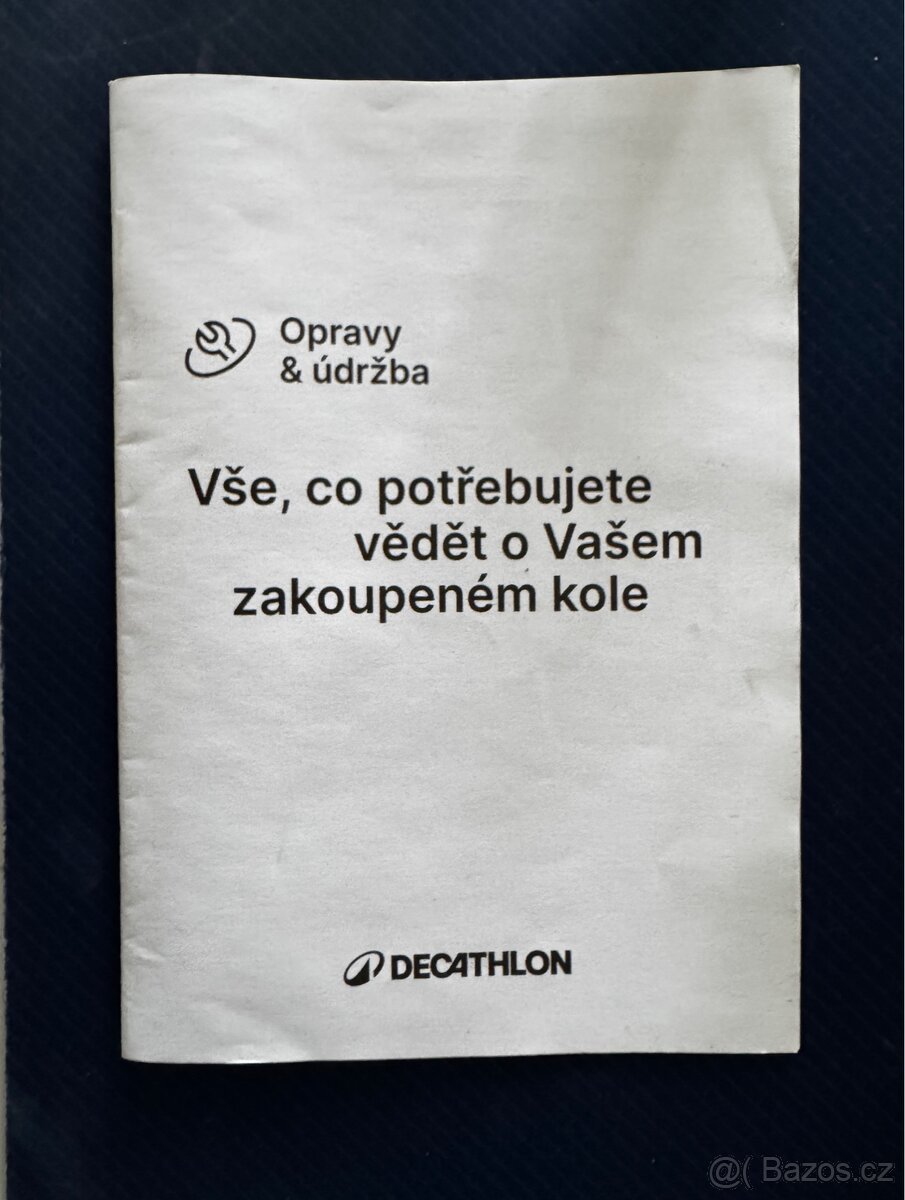 Opravy
& údržba
Vše, co potřebujete
vědět o Vašem
zakoupeném kole
DECATHLON
@( Bazos.cz